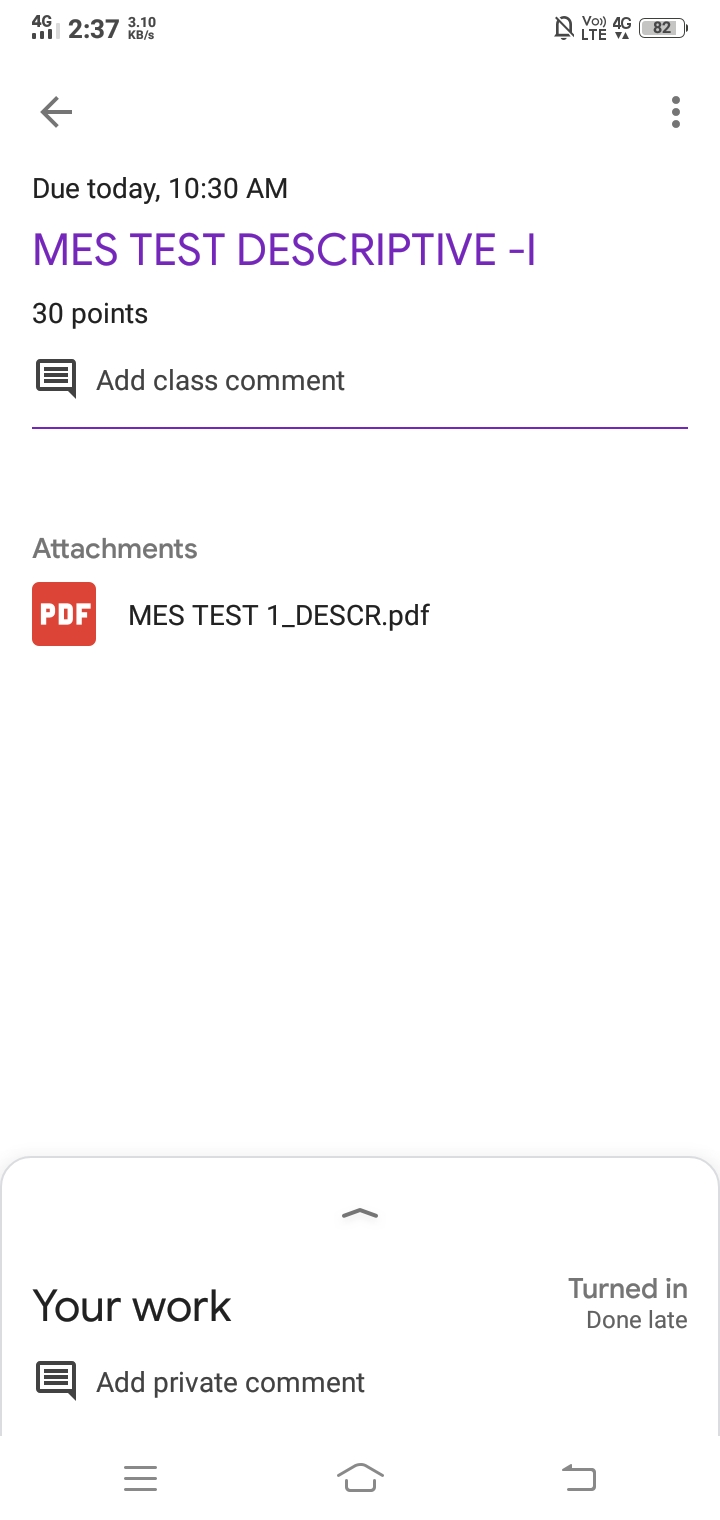 4G 2:37 3.10 KB/s Vo)) LTE 4G 82
Due today, 10:30 AM
MES TEST DESCRIPTIVE -I
30 points
Add class comment
Attachments
PDF MES TEST 1_DESCR.pdf
Your work
Turned in
Done late
Add private comment